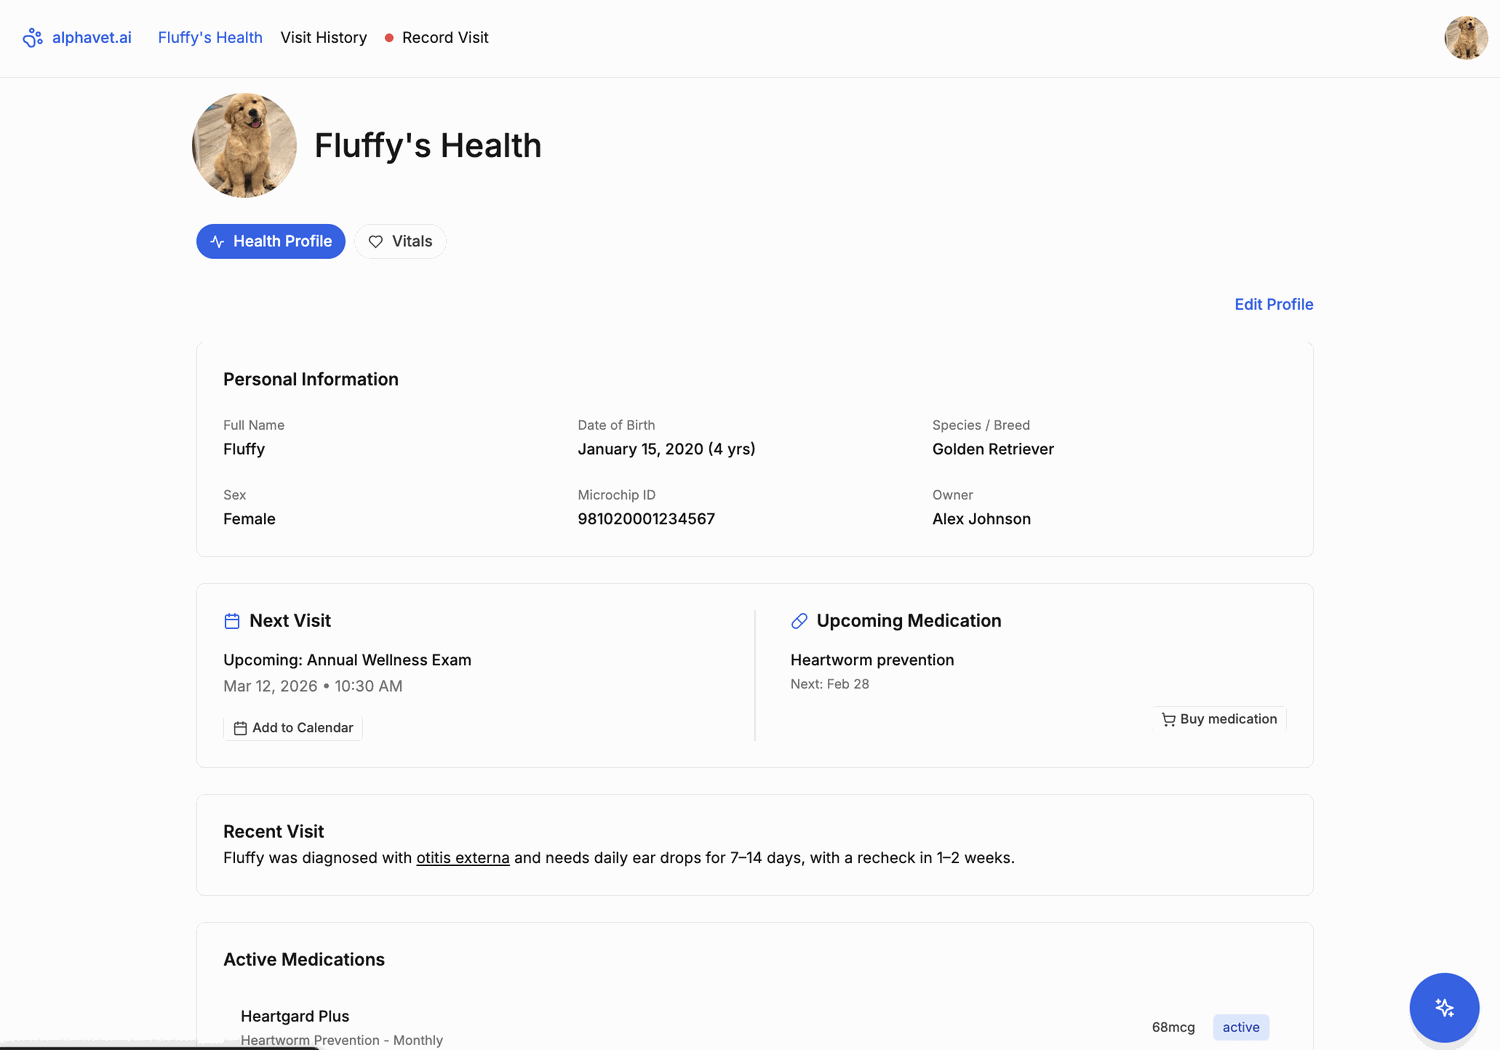 alphavet.ai Fluffy's Health Visit History Record Visit
Fluffy's Health
Health Profile Vitals
Edit Profile
Personal Information
Full Name Date of Birth Species / Breed
Fluffy January 15, 2020 (4 yrs) Golden Retriever
Sex Microchip ID Owner
Female 981020001234567 Alex Johnson
Next Visit
Upcoming: Annual Wellness Exam
Mar 12, 2026 • 10:30 AM
Add to Calendar
Upcoming Medication
Heartworm prevention
Next: Feb 28
Buy medication
Recent Visit
Fluffy was diagnosed with otitis externa and needs daily ear drops for 7–14 days, with a recheck in 1–2 weeks.
Active Medications
Heartgard Plus
Heartworm Prevention - Monthly
68mcg active